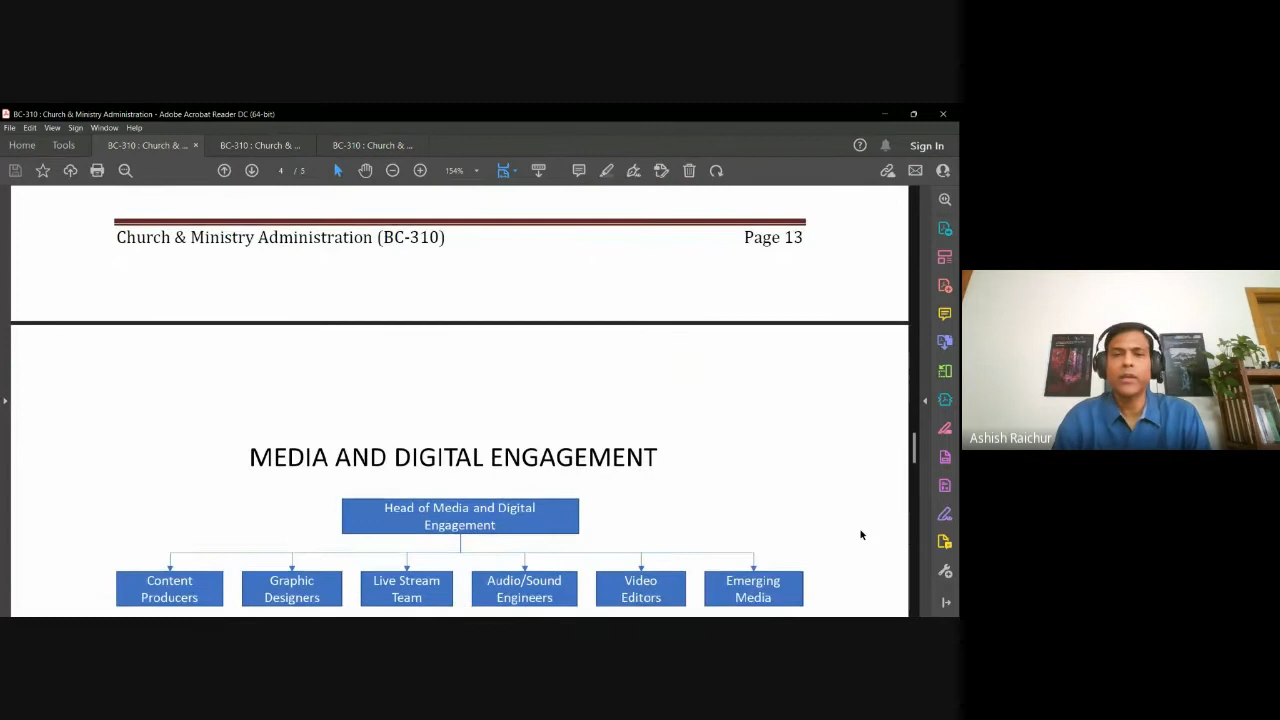 BC-310 : Church & Ministry Administration - Adobe Acrobat Reader DC (64-bit)
File Edit View Sign Window Help
Home Tools BC-310 : Church & ... × BC-310 : Church & ... BC-310 : Church & ... Sign In
4 / 5 154%
Church & Ministry Administration (BC-310) Page 13
MEDIA AND DIGITAL ENGAGEMENT
Head of Media and Digital
Engagement
Content
Producers
Graphic
Designers
Live Stream
Team
Audio/Sound
Engineers
Video
Editors
Emerging
Media
Ashish Raichur